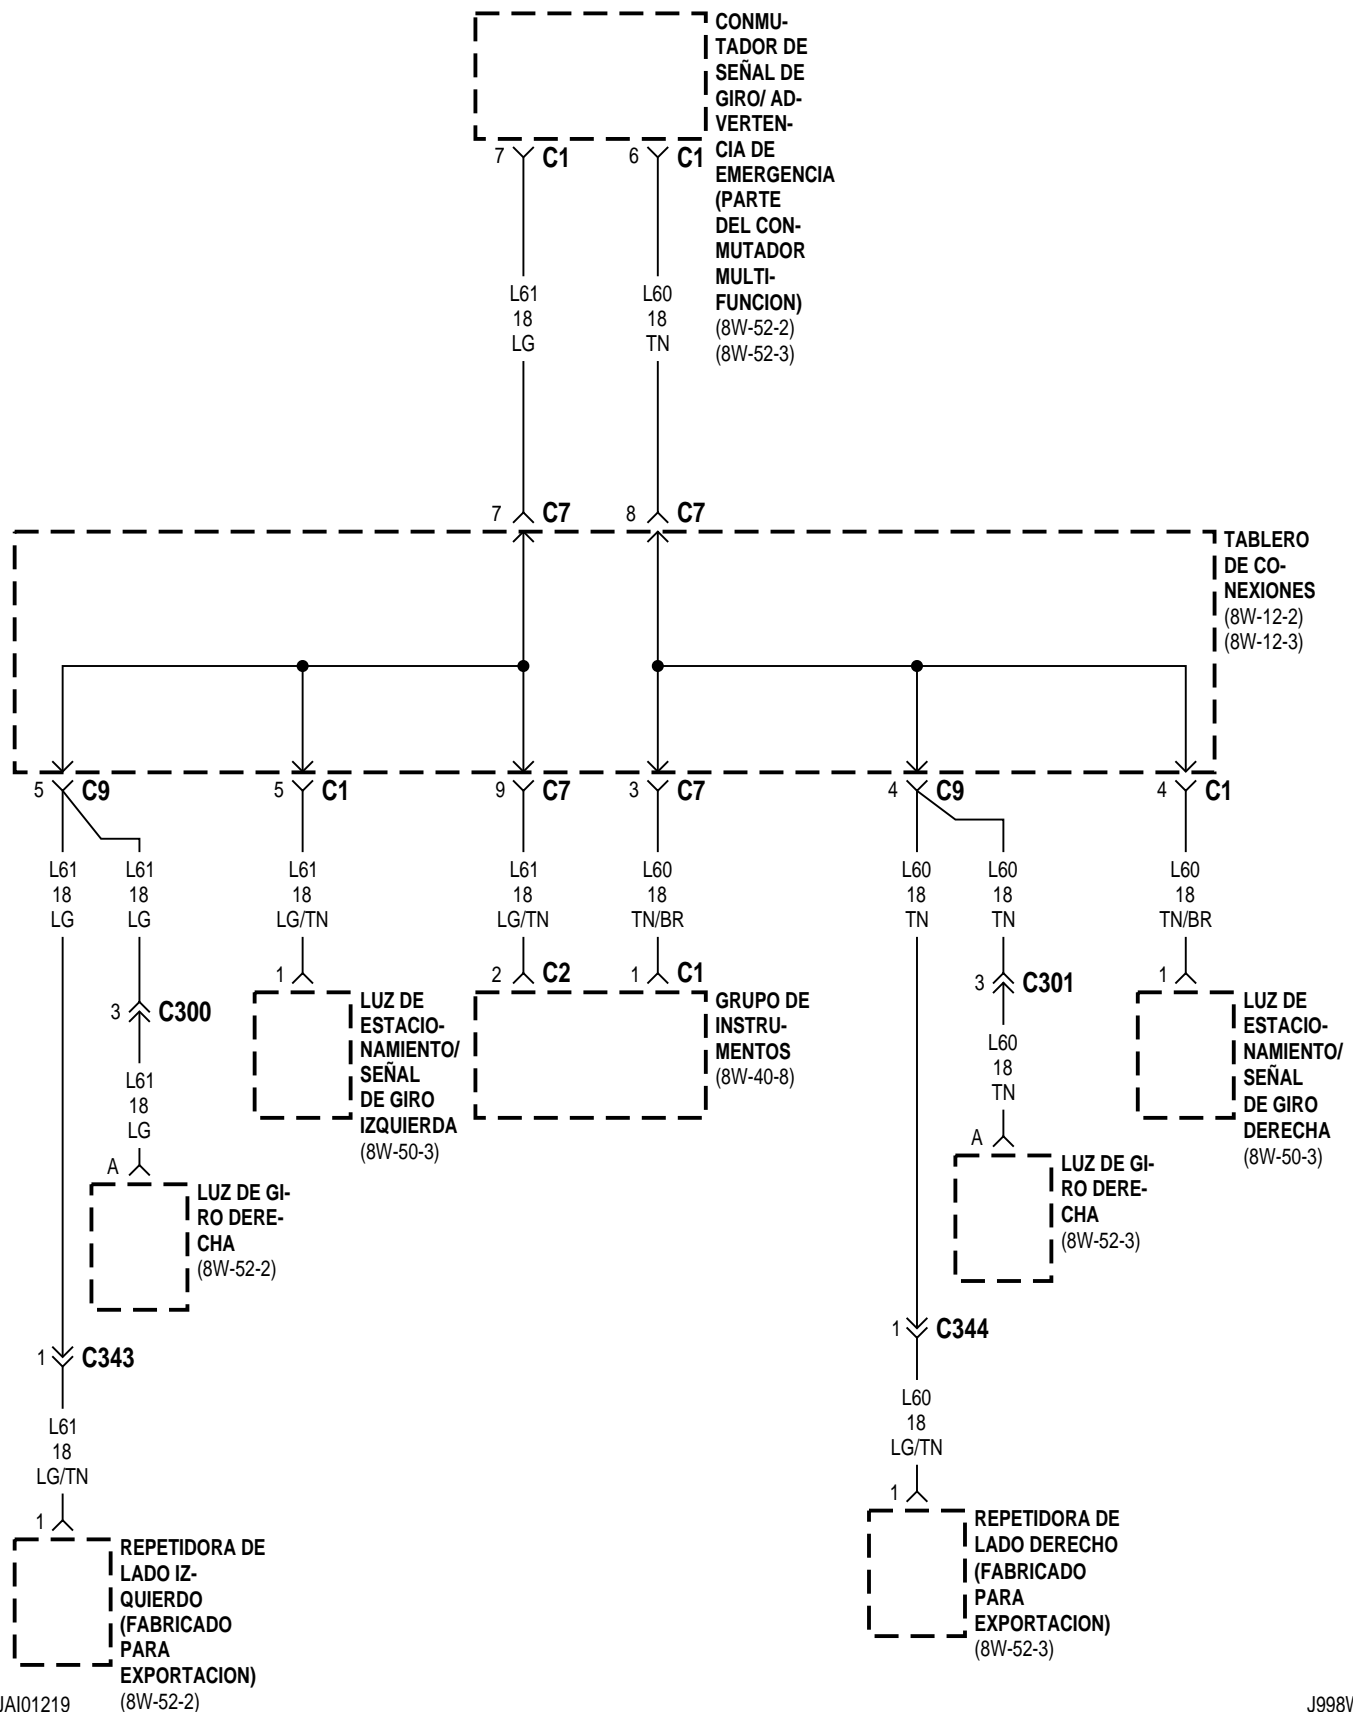 CONMU-
TADOR DE
SEÑAL DE
GIRO/ AD-
VERTEN-
CIA DE
EMERGENCIA
(PARTE
DEL CON-
MUTADOR
MULTI-
FUNCION)
(8W-52-2)
(8W-52-3)
7 C1
6 C1
L61
18
LG
L60
18
TN
7 C7
8 C7
TABLERO
DE CO-
NEXIONES
(8W-12-2)
(8W-12-3)
5 C9
5 C1
9 C7
3 C7
4 C9
4 C1
L61
18
LG
L61
18
LG
L61
18
LG/TN
L61
18
LG/TN
L60
18
TN/BR
L60
18
TN
L60
18
TN
L60
18
TN/BR
1
2 C2
1 C1
3 C301
1
3 C300
LUZ DE
ESTACIO-
NAMIENTO/
SEÑAL
DE GIRO
IZQUIERDA
(8W-50-3)
GRUPO DE
INSTRU-
MENTOS
(8W-40-8)
L60
18
TN
LUZ DE
ESTACIO-
NAMIENTO/
SEÑAL
DE GIRO
DERECHA
(8W-50-3)
L61
18
LG
A
LUZ DE GI-
RO DERE-
CHA
(8W-52-2)
A
LUZ DE GI-
RO DERE-
CHA
(8W-52-3)
1 C343
1 C344
L61
18
LG/TN
L60
18
LG/TN
1
REPETIDORA DE
LADO IZ-
QUIERDO
(FABRICADO
PARA
EXPORTACION)
(8W-52-2)
1
REPETIDORA DE
LADO DERECHO
(FABRICADO
PARA
EXPORTACION)
(8W-52-3)
JAI01219
J998W